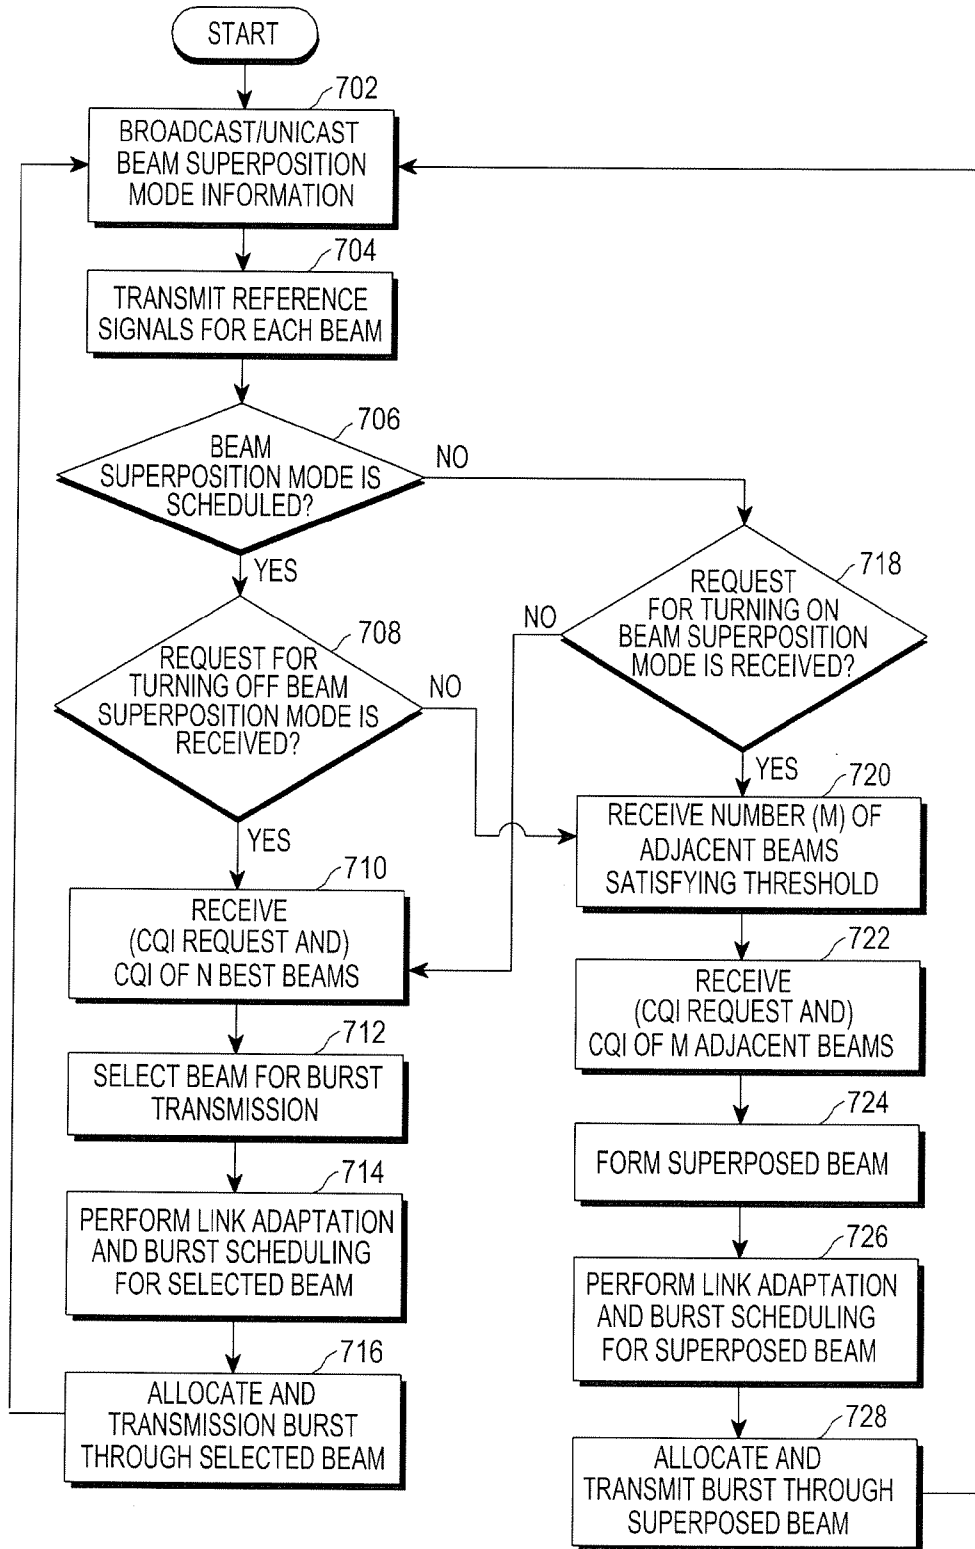 START
702
BROADCAST/UNICAST
BEAM SUPERPOSITION
MODE INFORMATION
704
TRANSMIT REFERENCE
SIGNALS FOR EACH BEAM
706
BEAM
SUPERPOSITION MODE IS
SCHEDULED?
NO
YES
708
REQUEST FOR
TURNING OFF BEAM
SUPERPOSITION MODE IS
RECEIVED?
NO
YES
710
RECEIVE
(CQI REQUEST AND)
CQI OF N BEST BEAMS
712
SELECT BEAM FOR BURST
TRANSMISSION
714
PERFORM LINK ADAPTATION
AND BURST SCHEDULING
FOR SELECTED BEAM
716
ALLOCATE AND
TRANSMISSION BURST
THROUGH SELECTED BEAM
718
REQUEST
FOR TURNING ON
BEAM SUPERPOSITION
MODE IS RECEIVED?
NO
YES
720
RECEIVE NUMBER (M) OF
ADJACENT BEAMS
SATISFYING THRESHOLD
722
RECEIVE
(CQI REQUEST AND)
CQI OF M ADJACENT BEAMS
724
FORM SUPERPOSED BEAM
726
PERFORM LINK ADAPTATION
AND BURST SCHEDULING
FOR SUPERPOSED BEAM
728
ALLOCATE AND
TRANSMIT BURST THROUGH
SUPERPOSED BEAM